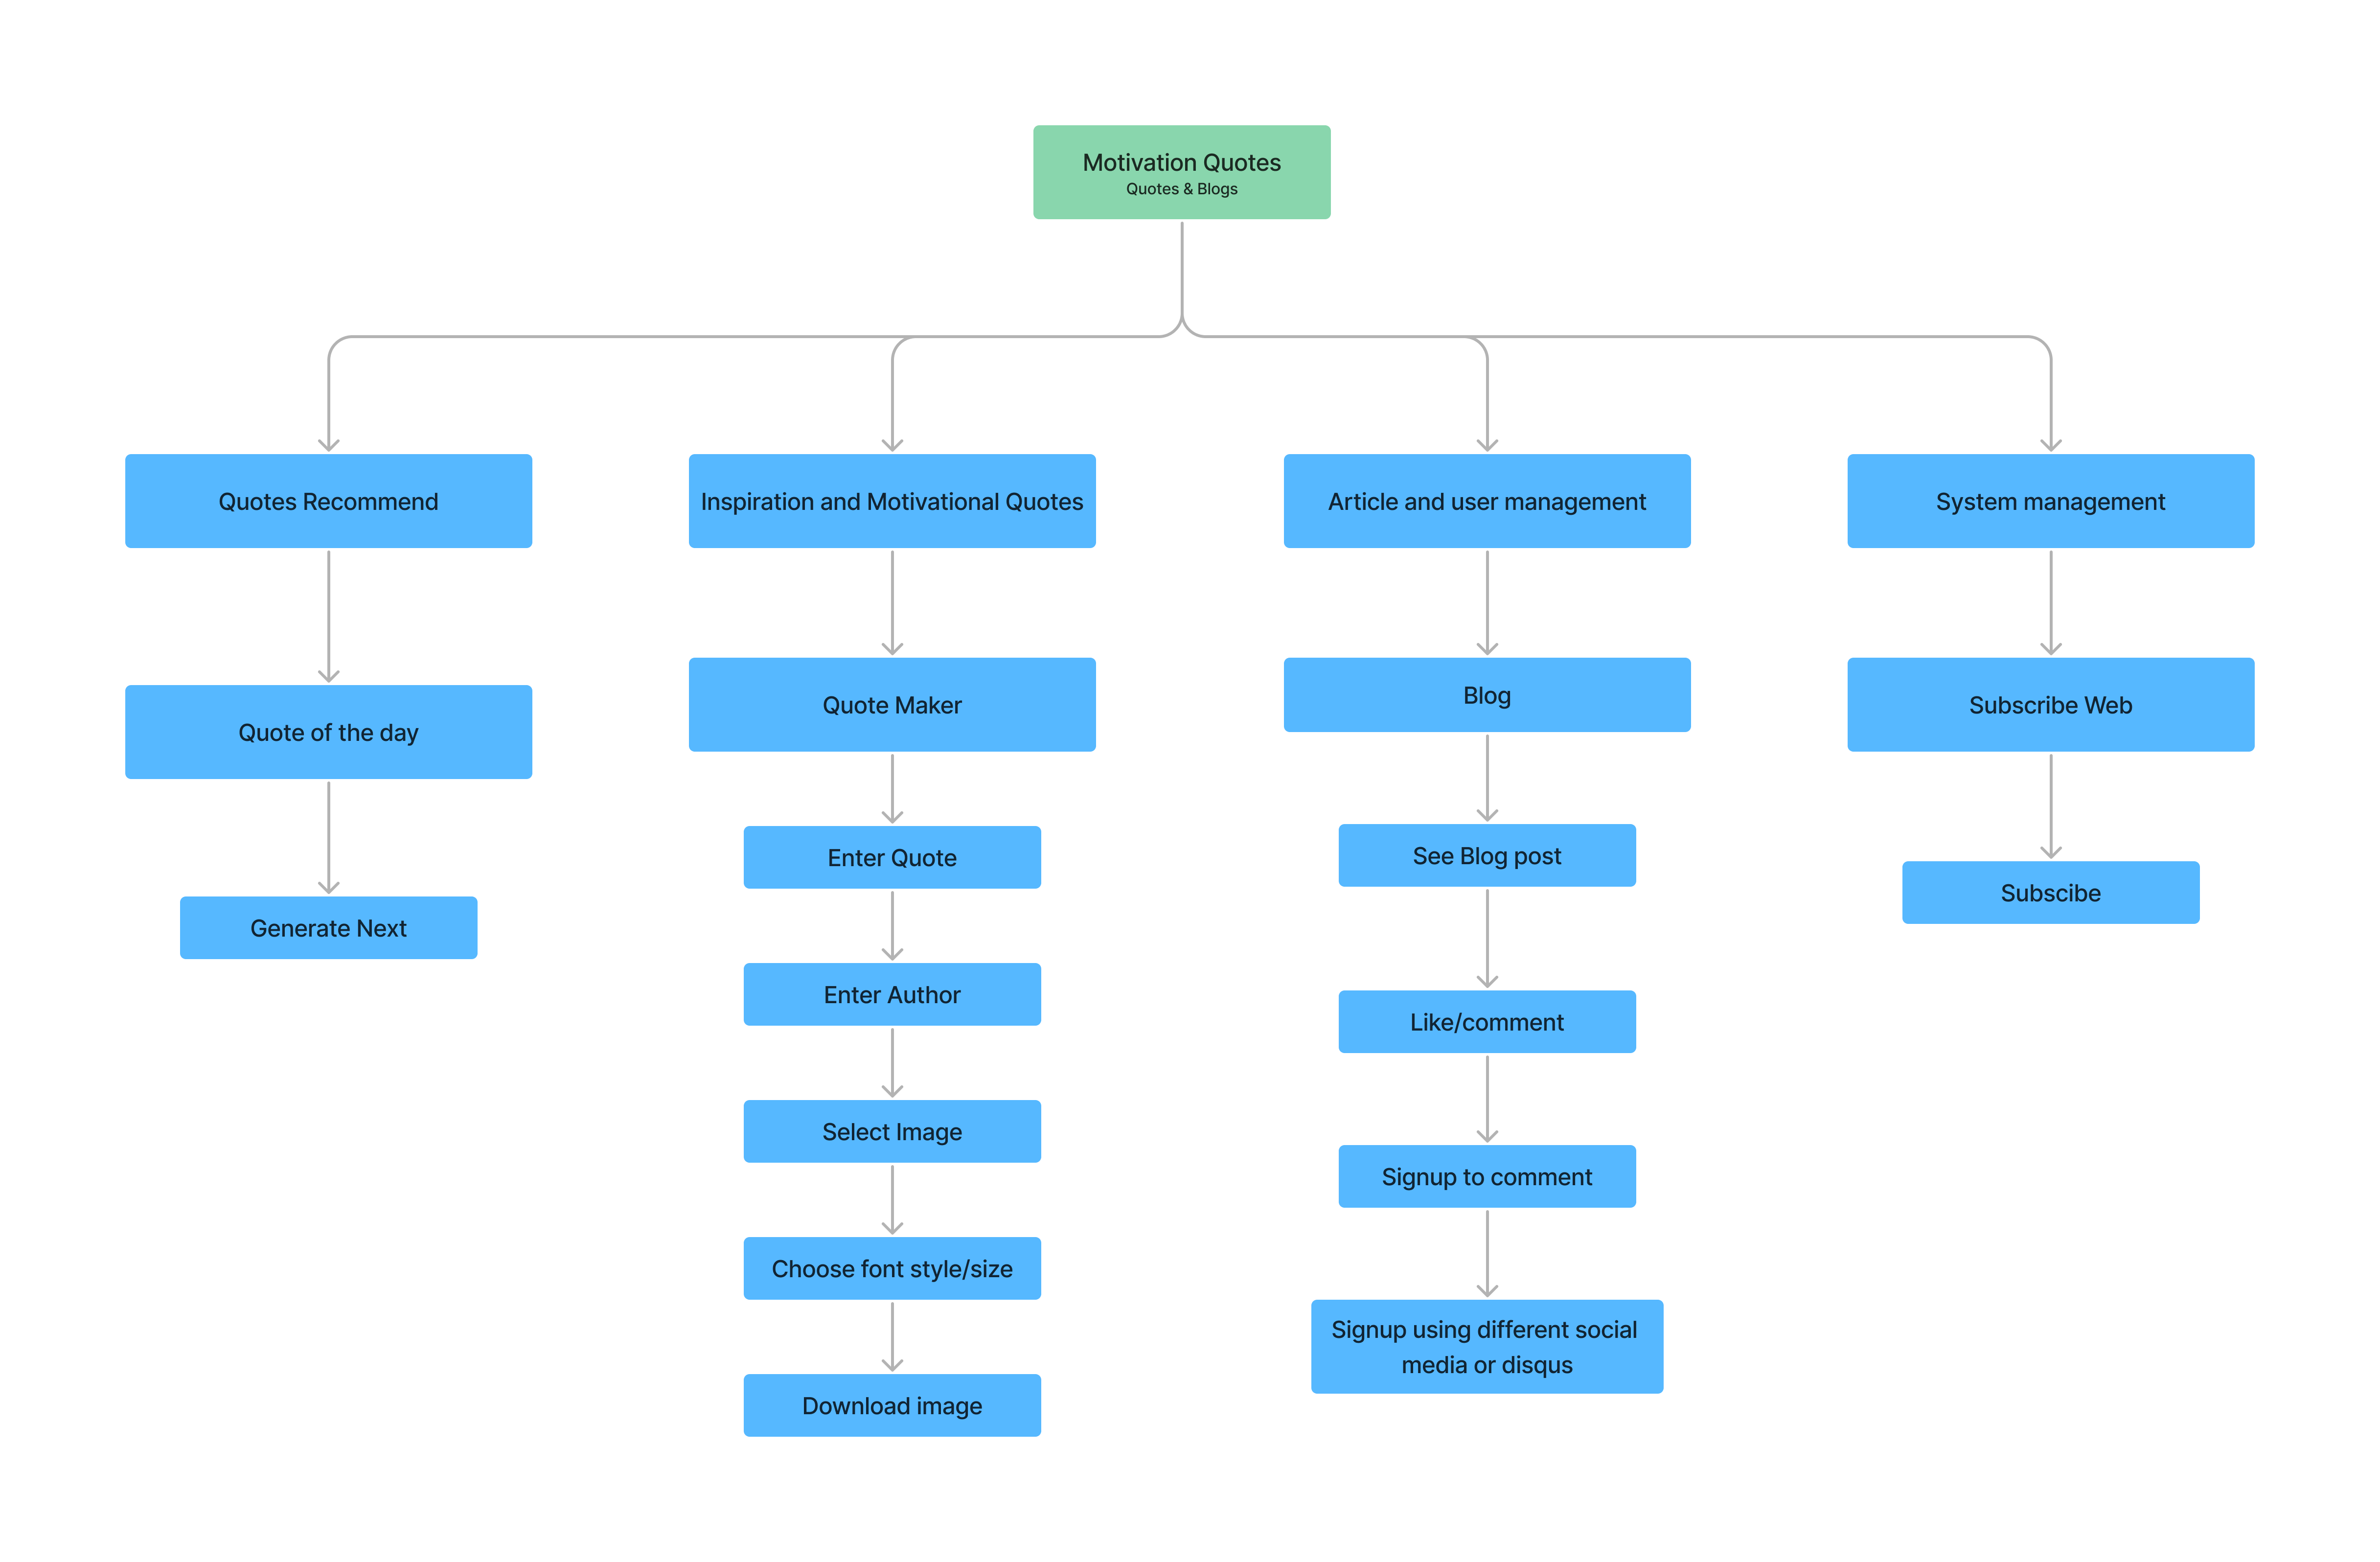 Motivation Quotes
Quotes & Blogs
Quotes Recommend
Inspiration and Motivational Quotes
Article and user management
System management
Quote of the day
Quote Maker
Blog
Subscribe Web
Generate Next
Enter Quote
See Blog post
Subscibe
Enter Author
Like/comment
Select Image
Signup to comment
Choose font style/size
Signup using different social
media or disqus
Download image